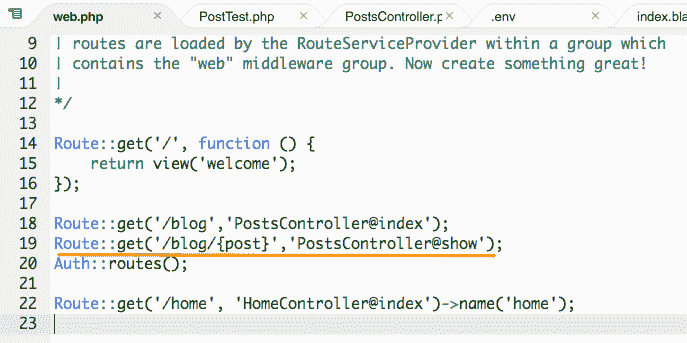 web.php PostTest.php PostsController.p .env index.bla
9 | routes are loaded by the RouteServiceProvider within a group which
10 | contains the "web" middleware group. Now create something great!
11 |
12 */
13
14 Route::get('/', function () {
15     return view('welcome');
16 });
17
18 Route::get('/blog','PostsController@index');
19 Route::get('/blog/{post}','PostsController@show');
20 Auth::routes();
21
22 Route::get('/home', 'HomeController@index')->name('home');
23